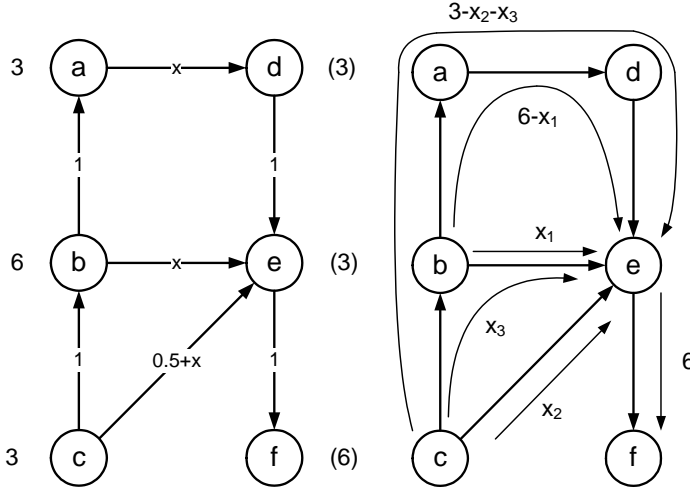 3-x₂-x₃
3 a x d (3) a d
6-x₁
1 1
x₁
6 b x e (3) b e
x₃
1 0.5+x 1 6
x₂
3 c f (6) c f